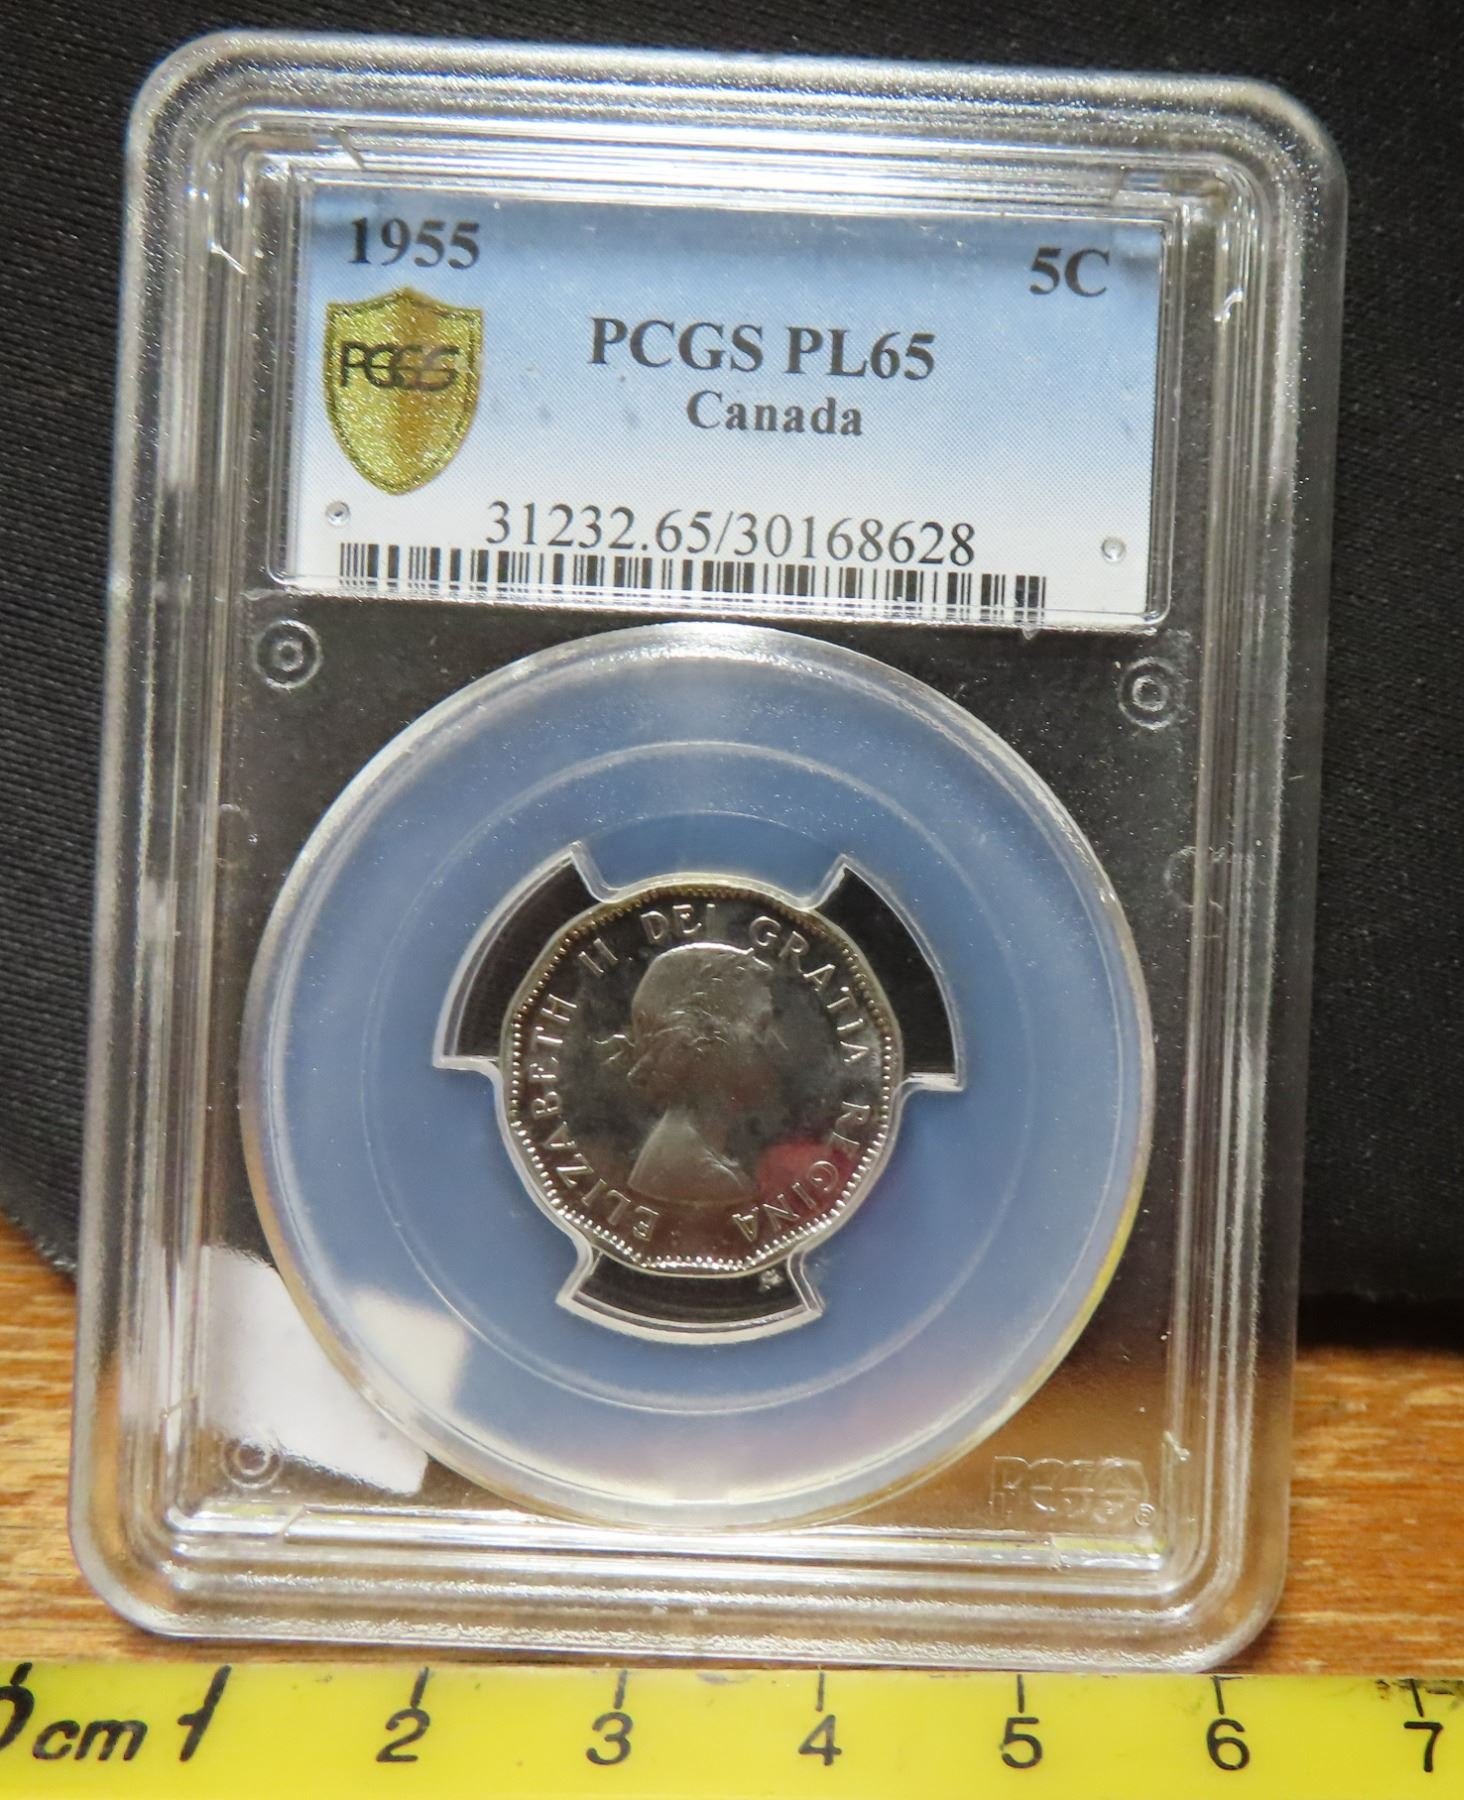 1955 5C
PCGS
PCGS PL65
Canada
31232.65/30168628
ELIZABETH II DEI GRATIA REGINA
PCGS®
0 cm 1 2 3 4 5 6 7